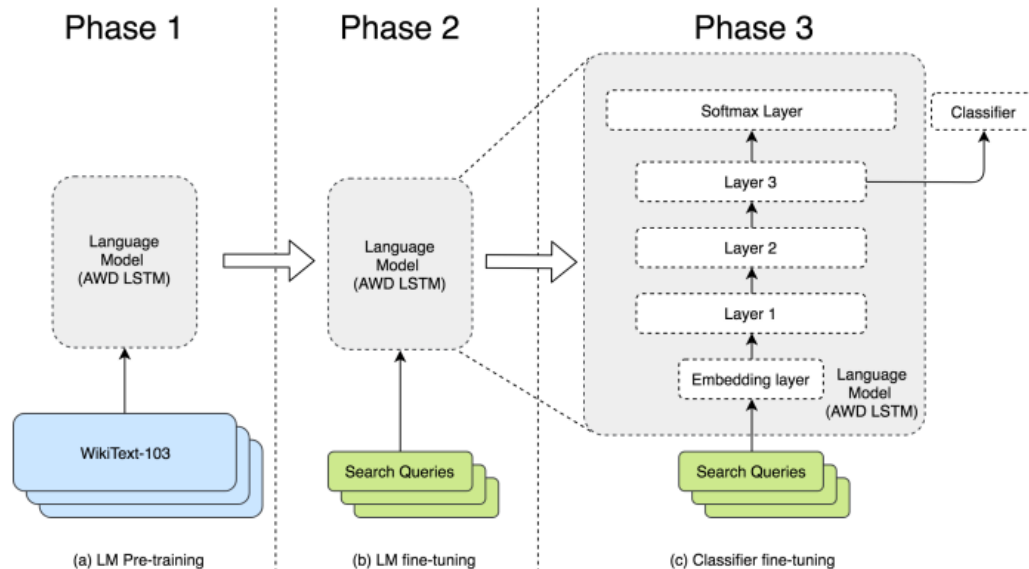 Phase 1
Phase 2
Phase 3
Softmax Layer
Classifier
Layer 3
Language
Model
(AWD LSTM)
Language
Model
(AWD LSTM)
Layer 2
Layer 1
Embedding layer
Language
Model
(AWD LSTM)
WikiText-103
Search Queries
Search Queries
(a) LM Pre-training
(b) LM fine-tuning
(c) Classifier fine-tuning